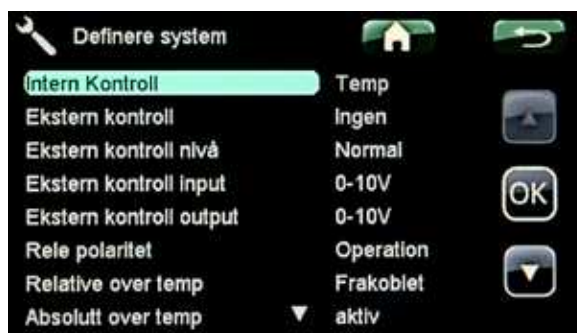 Definere system
Intern Kontroll Temp
Ekstern kontroll Ingen
Ekstern kontroll nivå Normal
Ekstern kontroll input 0-10V
Ekstern kontroll output 0-10V
Rele polaritet Operation
Relative over temp Frakoblet
Absolutt over temp aktiv
OK